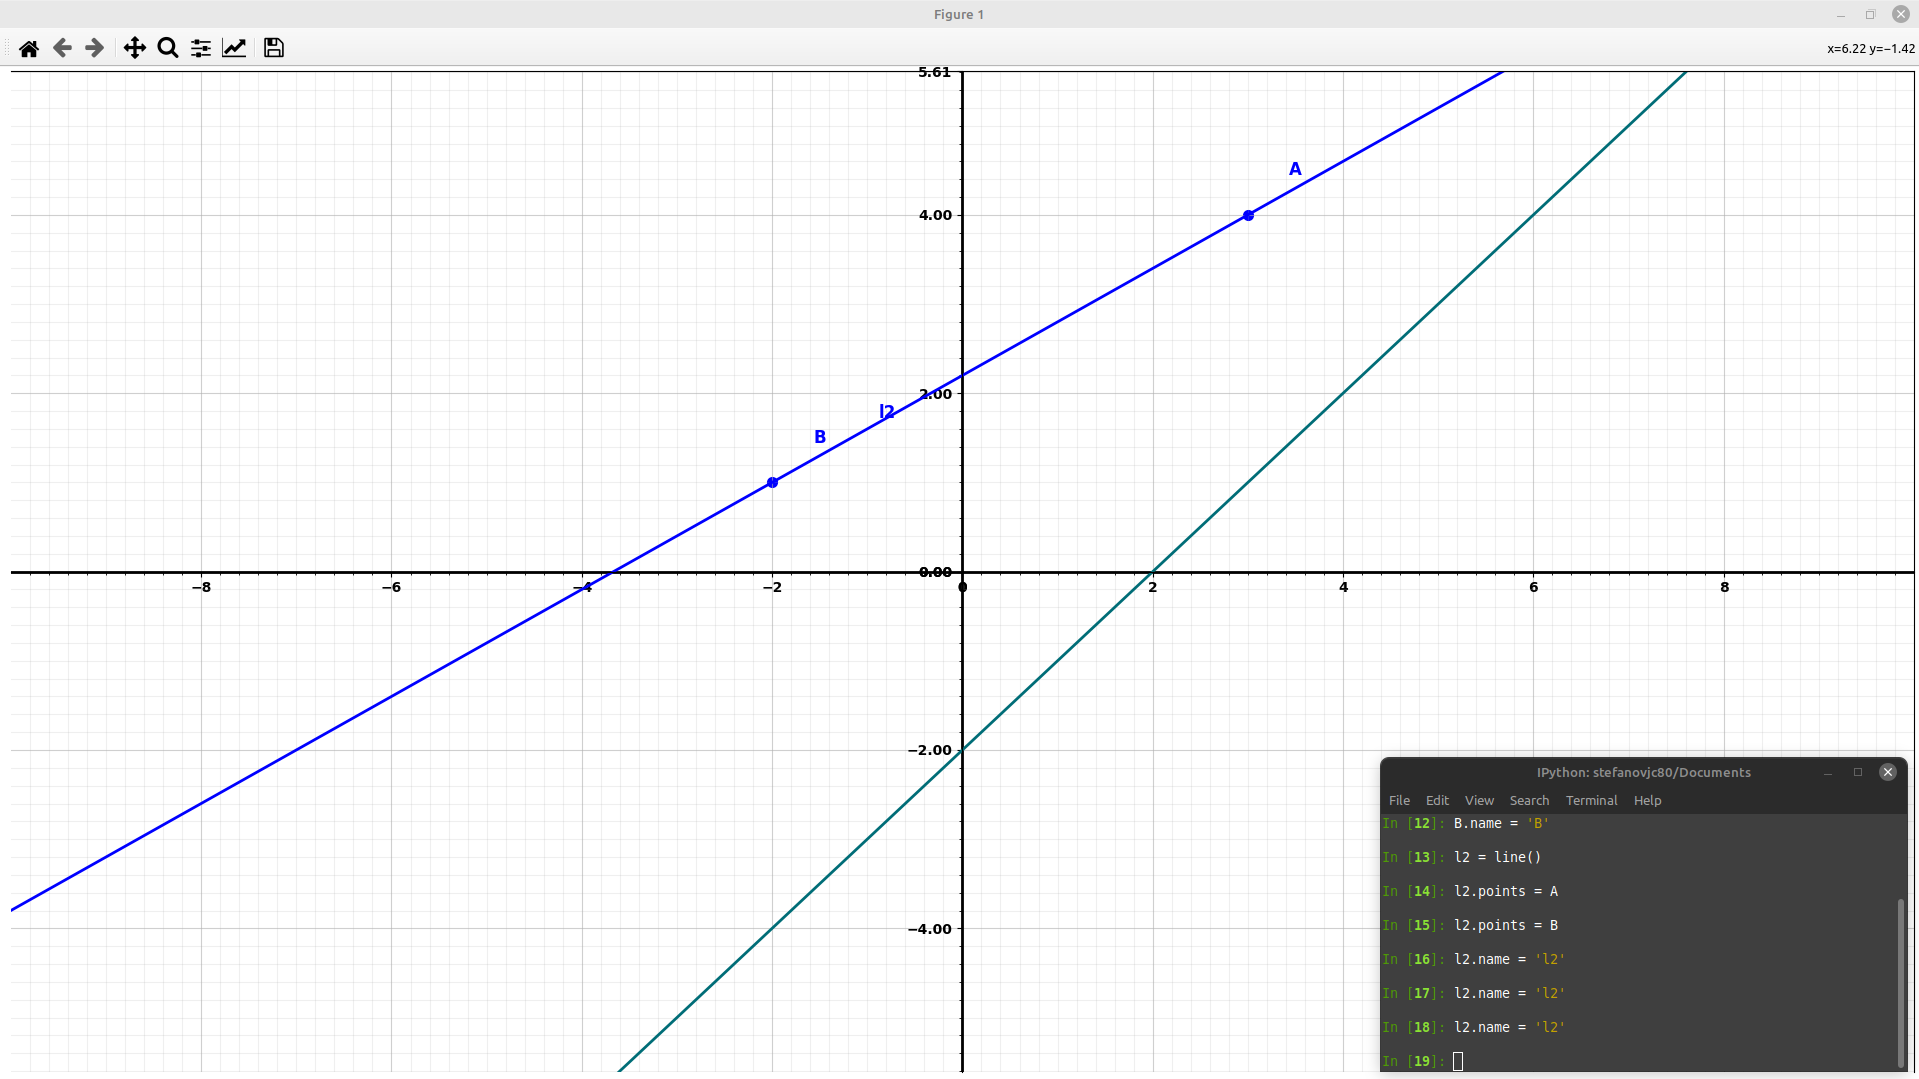 Figure 1
x=6.22 y=−1.42
5.61
A
4.00
2.00
l2
B
0.00
−8 −6 −4 −2 0 2 4 6 8
−2.00
−4.00
IPython: stefanovjc80/Documents
File Edit View Search Terminal Help
In [12]: B.name = 'B'
In [13]: l2 = line()
In [14]: l2.points = A
In [15]: l2.points = B
In [16]: l2.name = 'l2'
In [17]: l2.name = 'l2'
In [18]: l2.name = 'l2'
In [19]: